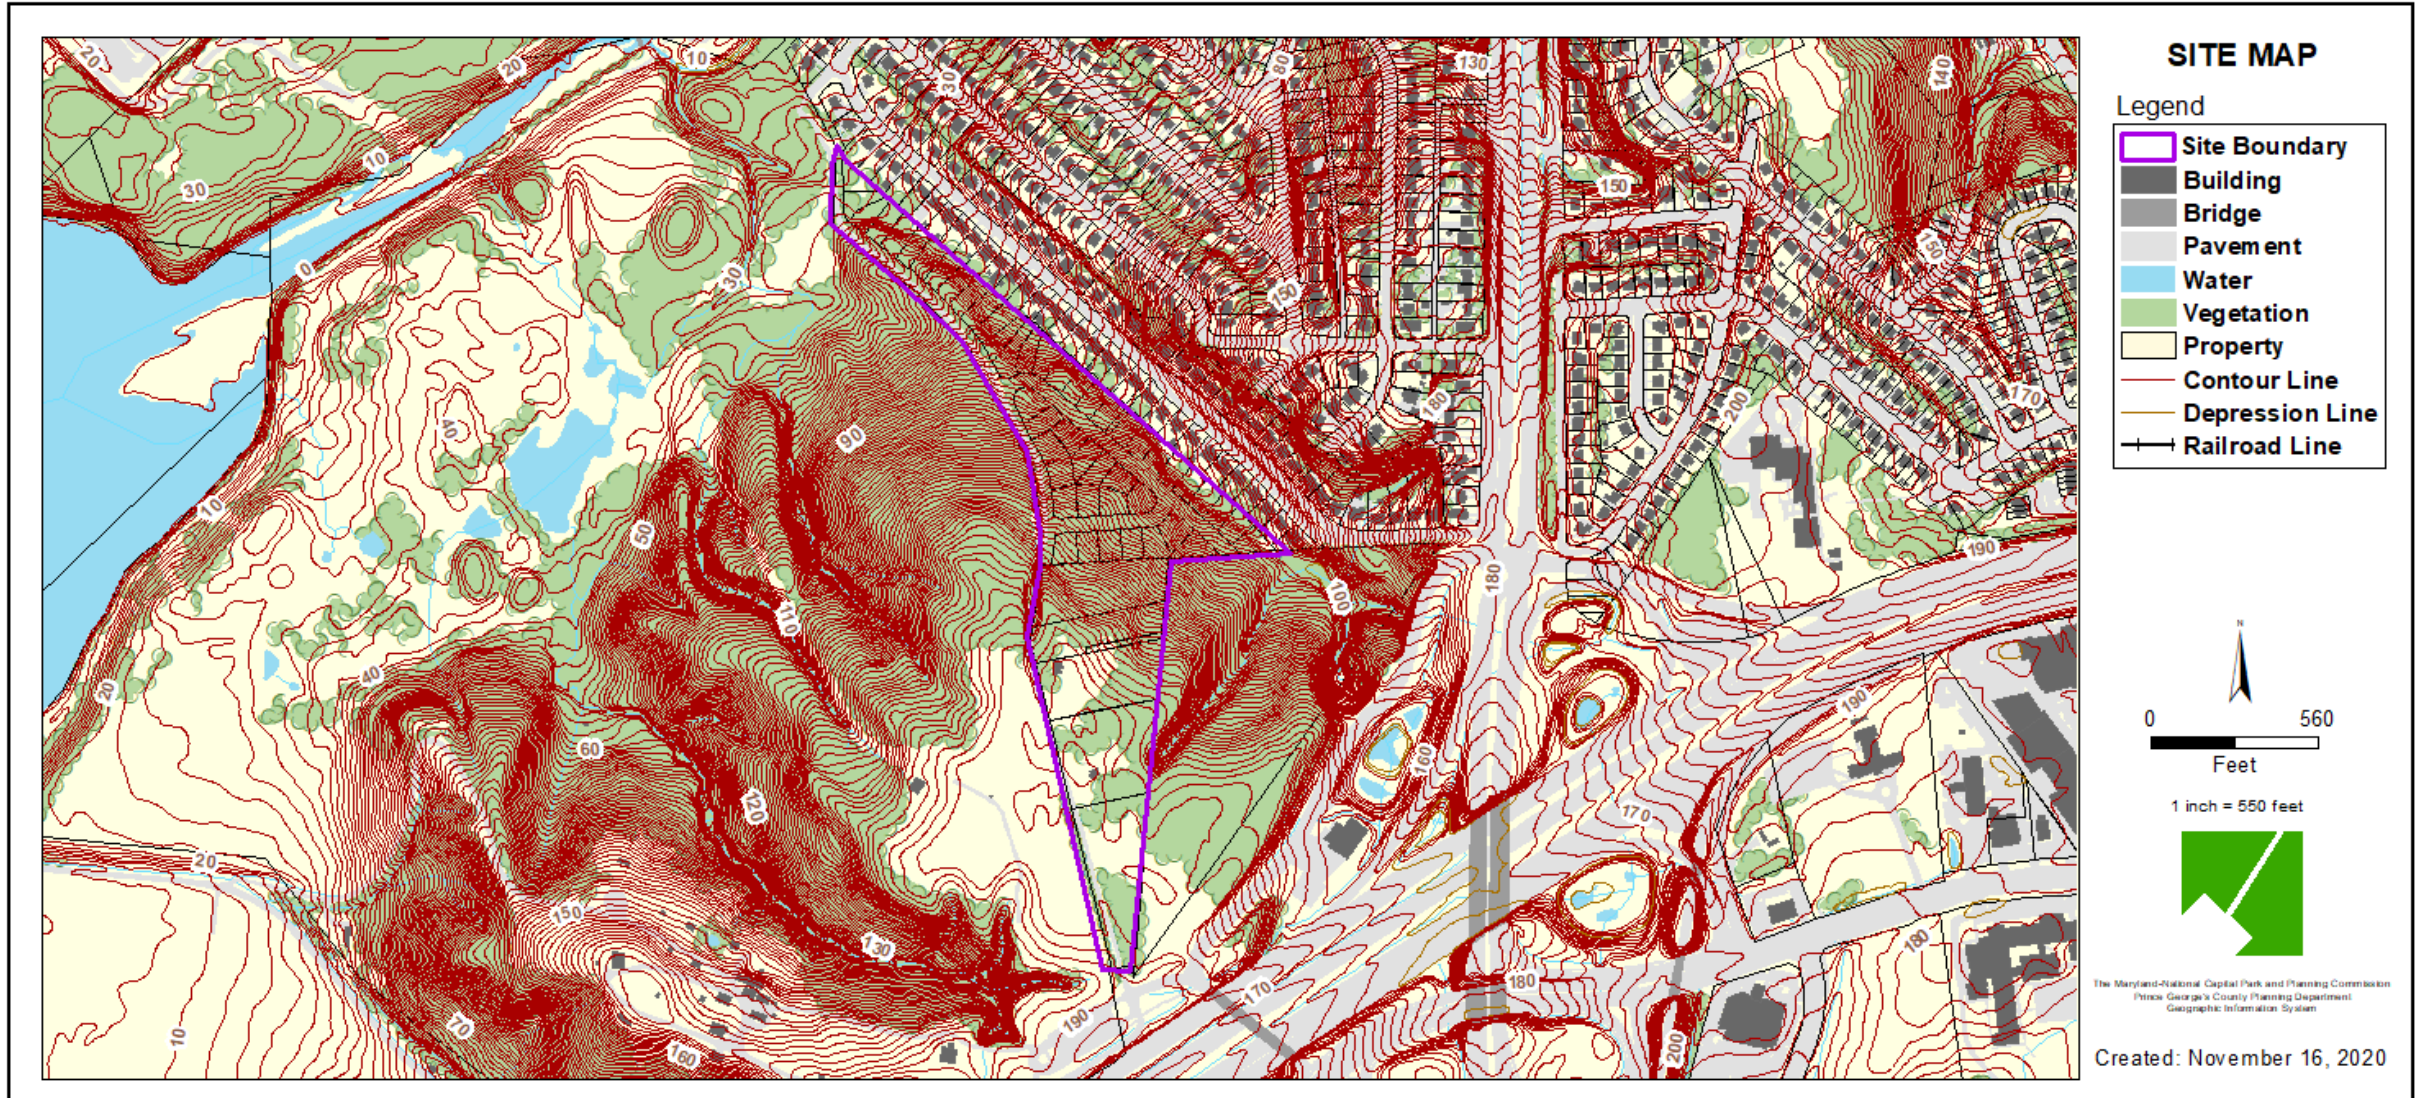 SITE MAP
Legend
Site Boundary
Building
Bridge
Pavement
Water
Vegetation
Property
Contour Line
Depression Line
Railroad Line
N
0 560
Feet
1 inch = 550 feet
The Maryland-National Capital Park and Planning Commission
Prince George's County Planning Department
Geographic Information System
Created: November 16, 2020
20
20
10
30
80
130
140
10
30
150
150
0
30
150
40
90
180
200
170
10
50
190
110
100
180
20
40
60
190
160
120
170
20
150
130
180
180
10
70
160
190
170
200